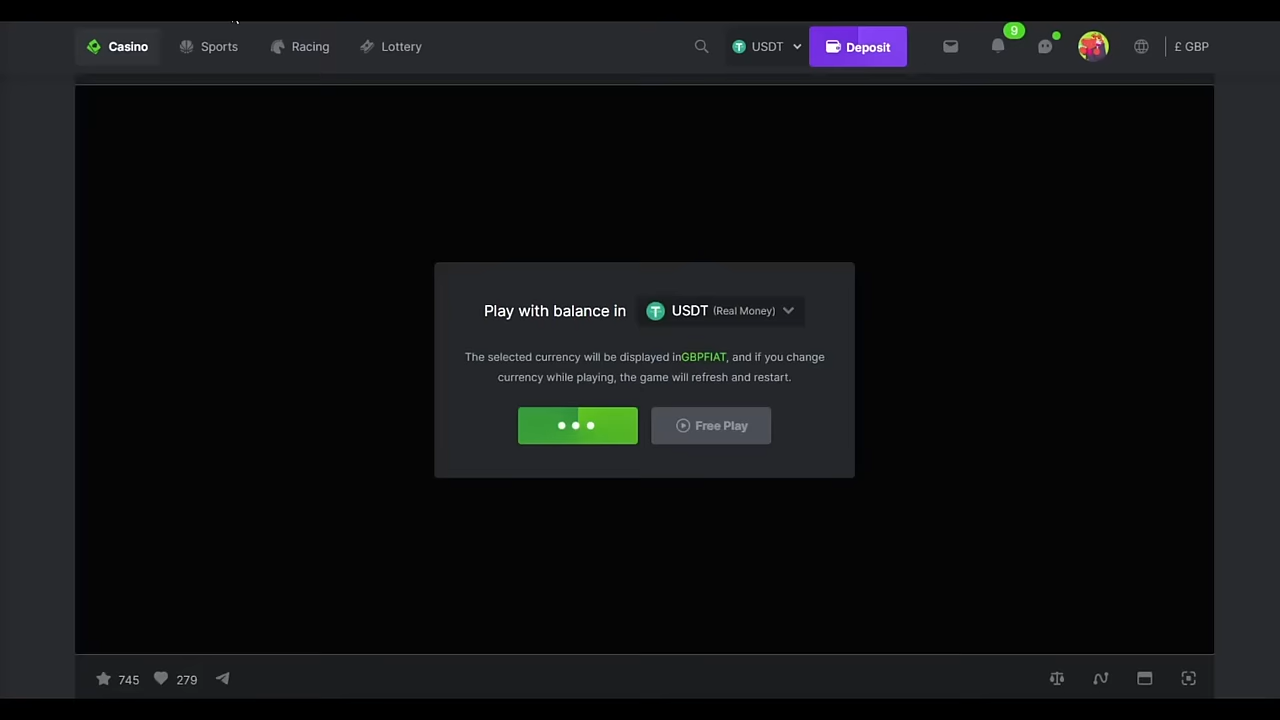 Casino Sports Racing Lottery USDT Deposit 9 £ GBP
Play with balance in USDT (Real Money)
The selected currency will be displayed inGBPFIAT, and if you change
currency while playing, the game will refresh and restart.
Free Play
745 279